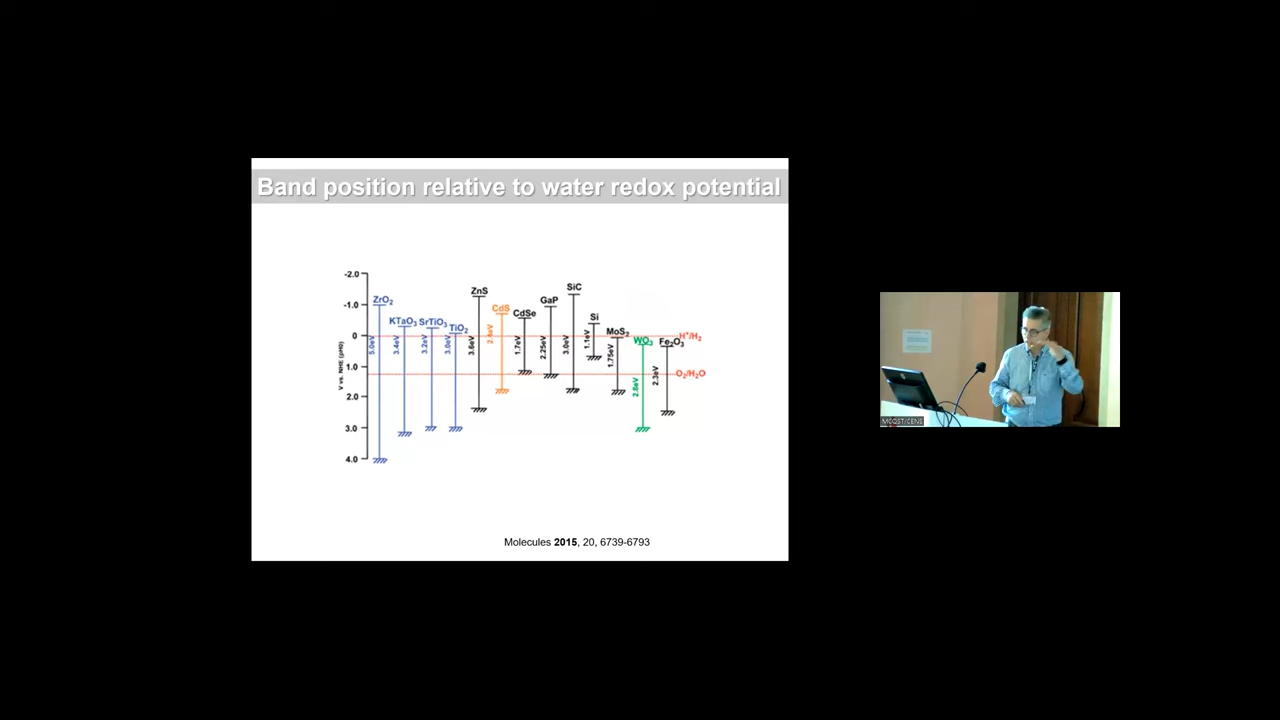 Band position relative to water redox potential
-2.0
-1.0
0
1.0
2.0
3.0
4.0
V vs. NHE (pH0)
ZrO2
5.0eV
KTaO3
3.4eV
SrTiO3
3.2eV
TiO2
3.0eV
ZnS
3.6eV
CdS
2.4eV
CdSe
1.7eV
GaP
2.25eV
SiC
3.0eV
Si
1.1eV
MoS2
1.75eV
WO3
2.8eV
Fe2O3
2.3eV
H+/H2
O2/H2O
Molecules 2015, 20, 6739-6793
MCQST/CENS